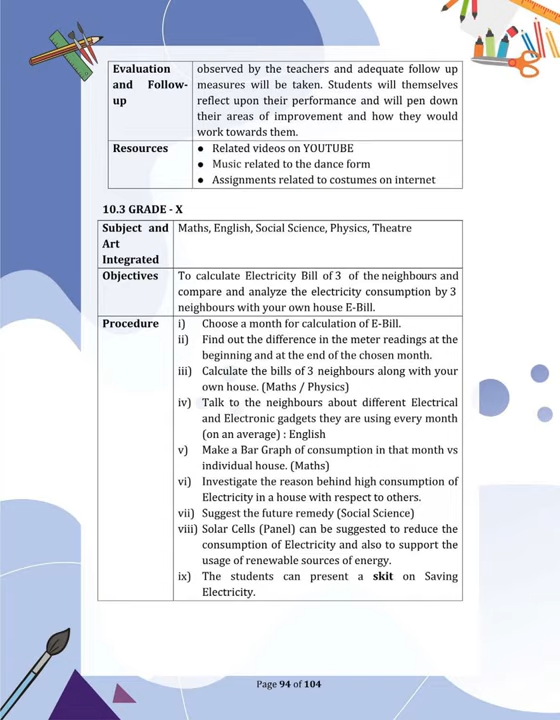 Evaluation and Follow-up
observed by the teachers and adequate follow up
measures will be taken. Students will themselves
reflect upon their performance and will pen down
their areas of improvement and how they would
work towards them.
Resources
● Related videos on YOUTUBE
● Music related to the dance form
● Assignments related to costumes on internet
10.3 GRADE - X
Subject and
Art
Integrated
Maths, English, Social Science, Physics, Theatre
Objectives
To calculate Electricity Bill of 3 of the neighbours and
compare and analyze the electricity consumption by 3
neighbours with your own house E-Bill.
Procedure
i) Choose a month for calculation of E-Bill.
ii) Find out the difference in the meter readings at the
beginning and at the end of the chosen month.
iii) Calculate the bills of 3 neighbours along with your
own house. (Maths / Physics)
iv) Talk to the neighbours about different Electrical
and Electronic gadgets they are using every month
(on an average) : English
v) Make a Bar Graph of consumption in that month vs
individual house. (Maths)
vi) Investigate the reason behind high consumption of
Electricity in a house with respect to others.
vii) Suggest the future remedy (Social Science)
viii) Solar Cells (Panel) can be suggested to reduce the
consumption of Electricity and also to support the
usage of renewable sources of energy.
ix) The students can present a skit on Saving
Electricity.
Page 94 of 104